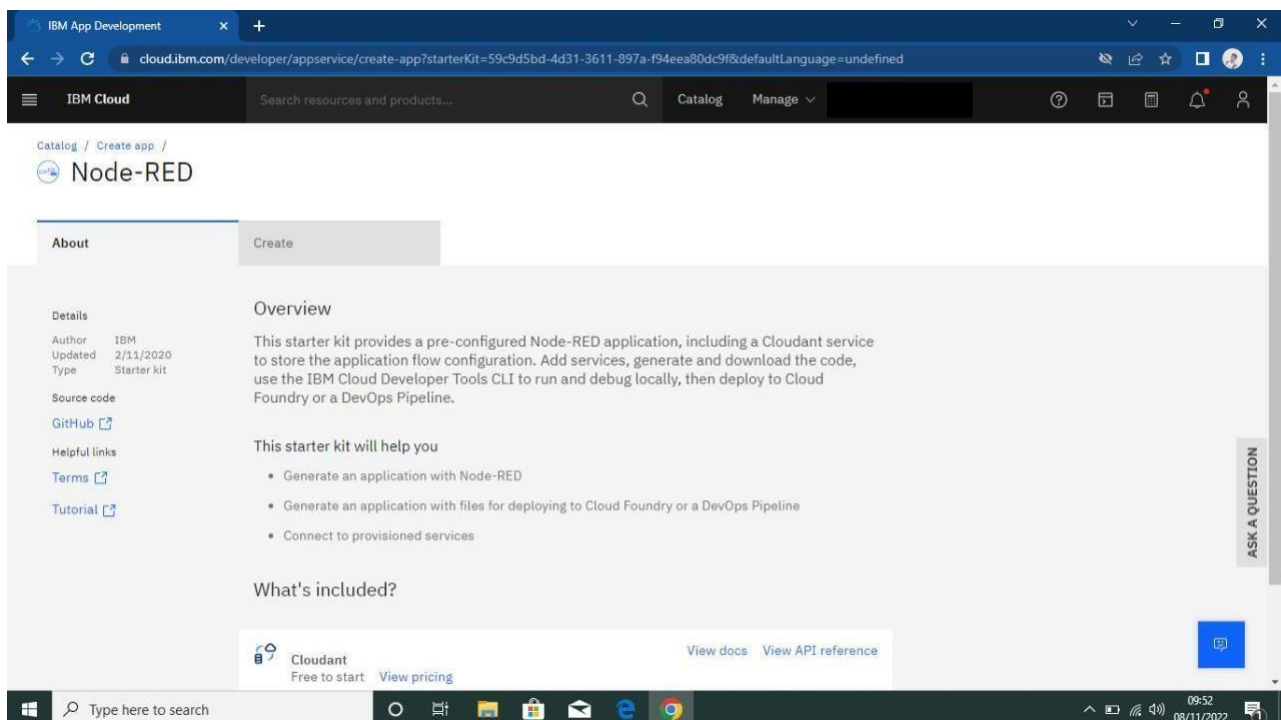 IBM App Development
cloud.ibm.com/developer/appservice/create-app?starterKit=59c9d5bd-4d31-3611-897a-f94eea80dc9f&defaultLanguage=undefined
IBM Cloud Search resources and products... Catalog Manage
Catalog / Create app /
Node-RED
About Create
Details
Author IBM
Updated 2/11/2020
Type Starter kit
Source code
GitHub
Helpful links
Terms
Tutorial
Overview
This starter kit provides a pre-configured Node-RED application, including a Cloudant service
to store the application flow configuration. Add services, generate and download the code,
use the IBM Cloud Developer Tools CLI to run and debug locally, then deploy to Cloud
Foundry or a DevOps Pipeline.
This starter kit will help you
• Generate an application with Node-RED
• Generate an application with files for deploying to Cloud Foundry or a DevOps Pipeline
• Connect to provisioned services
What's included?
Cloudant
Free to start View pricing
View docs View API reference
ASK A QUESTION
Type here to search
09:52
08/11/2022